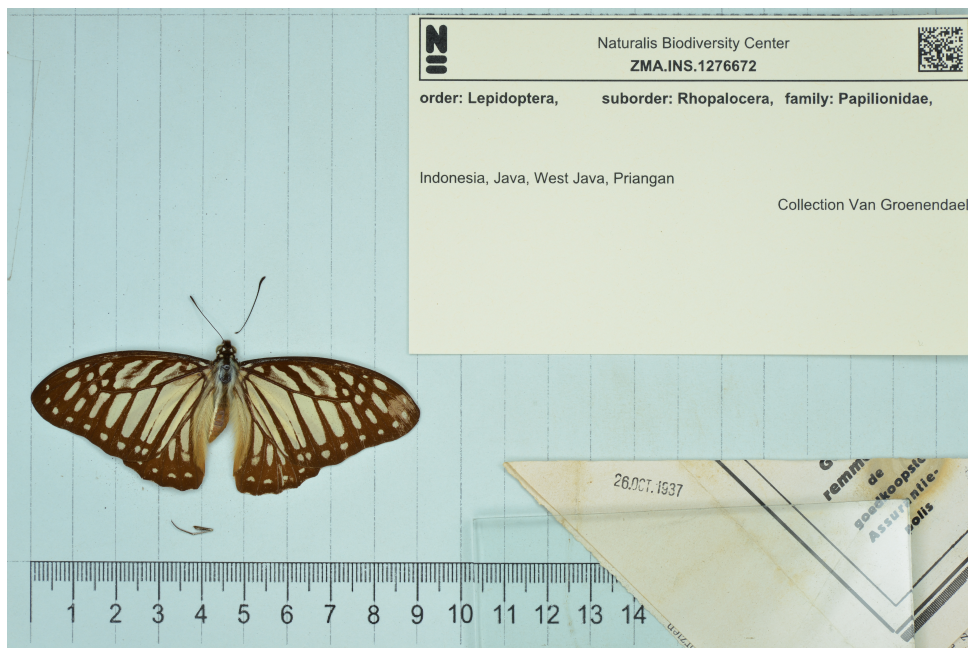 Naturalis Biodiversity Center
ZMA.INS.1276672
order: Lepidoptera, suborder: Rhopalocera, family: Papilionidae,
Indonesia, Java, West Java, Priangan
Collection Van Groenendael
26.OCT.1937
de
goedkoopste
Assurantie-
polis
1 2 3 4 5 6 7 8 9 10 11 12 13 14